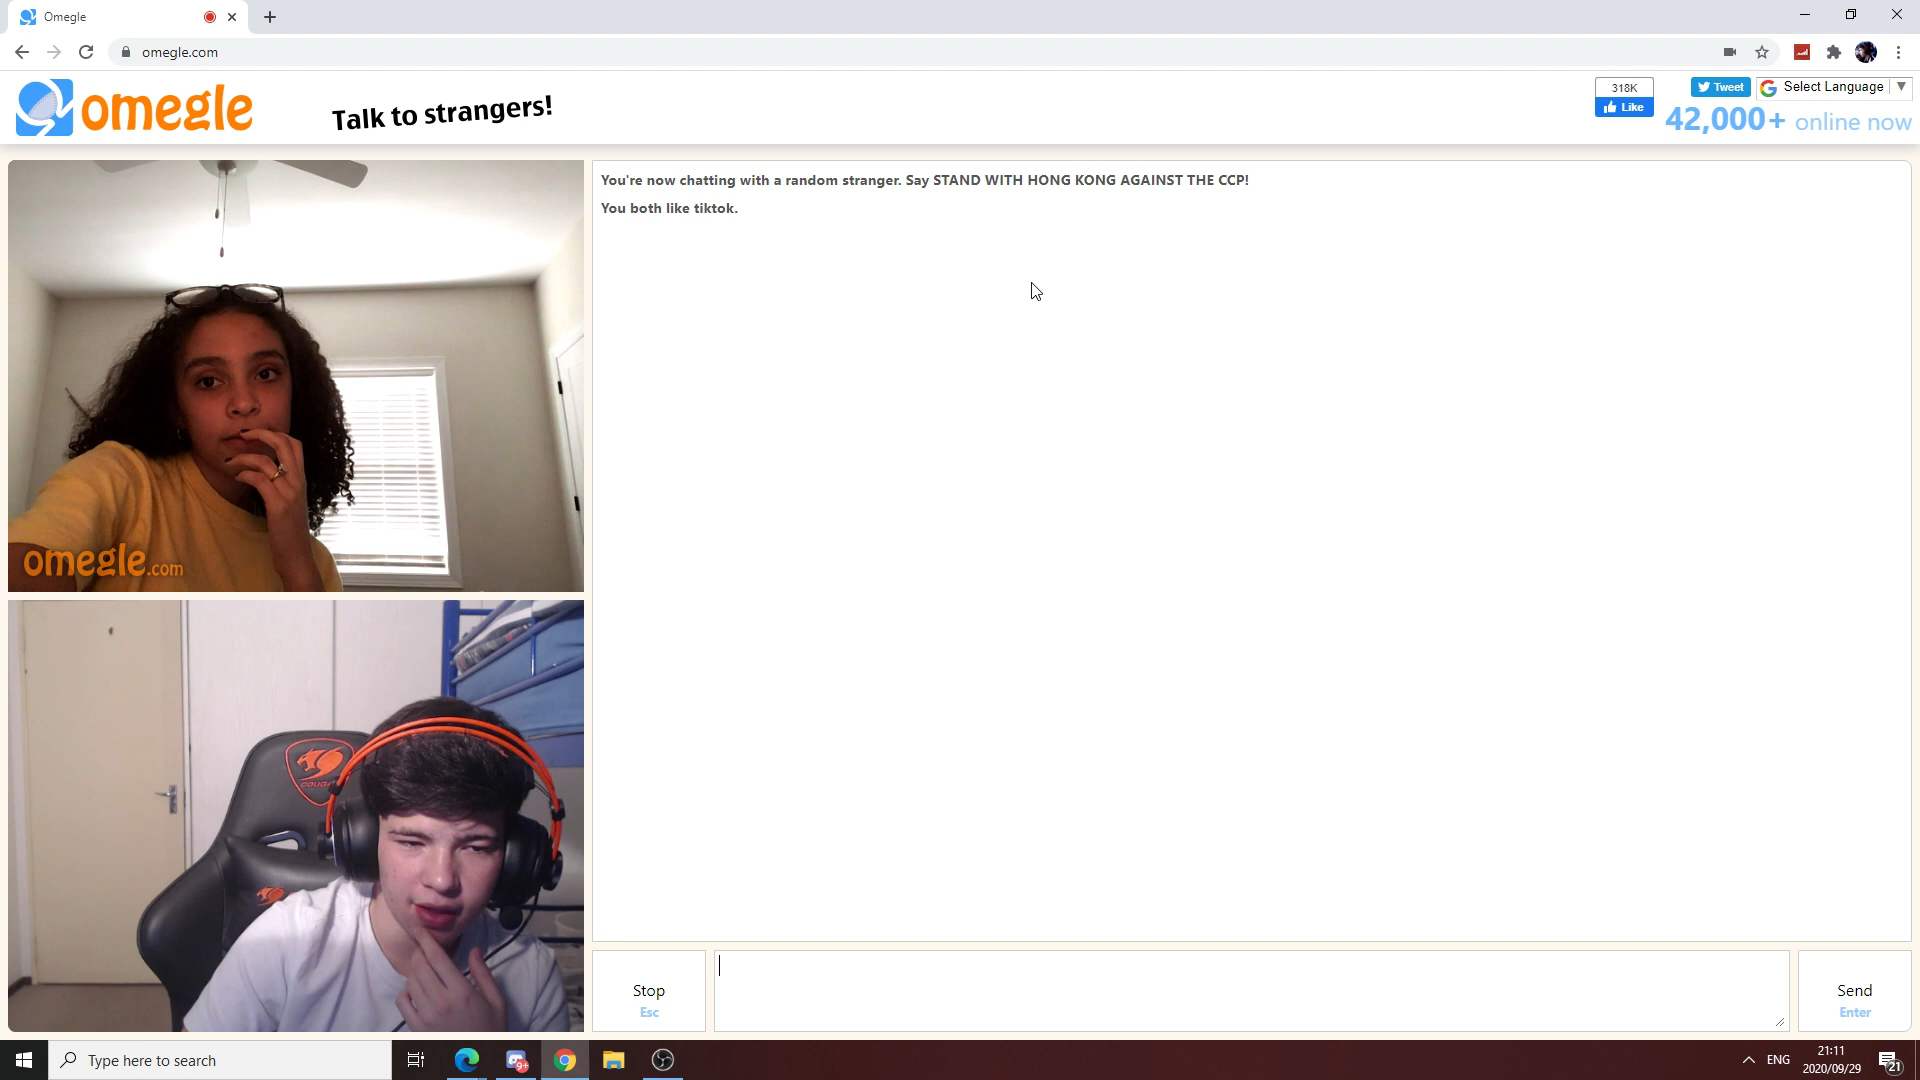 Omegle
omegle.com
omegle
Talk to strangers!
318K
Like
Tweet
Select Language
42,000+ online now
You're now chatting with a random stranger. Say STAND WITH HONG KONG AGAINST THE CCP!
You both like tiktok.
omegle.com
COUGAR
Stop
Esc
Send
Enter
Type here to search
9+
ENG
21:11
2020/09/29
21